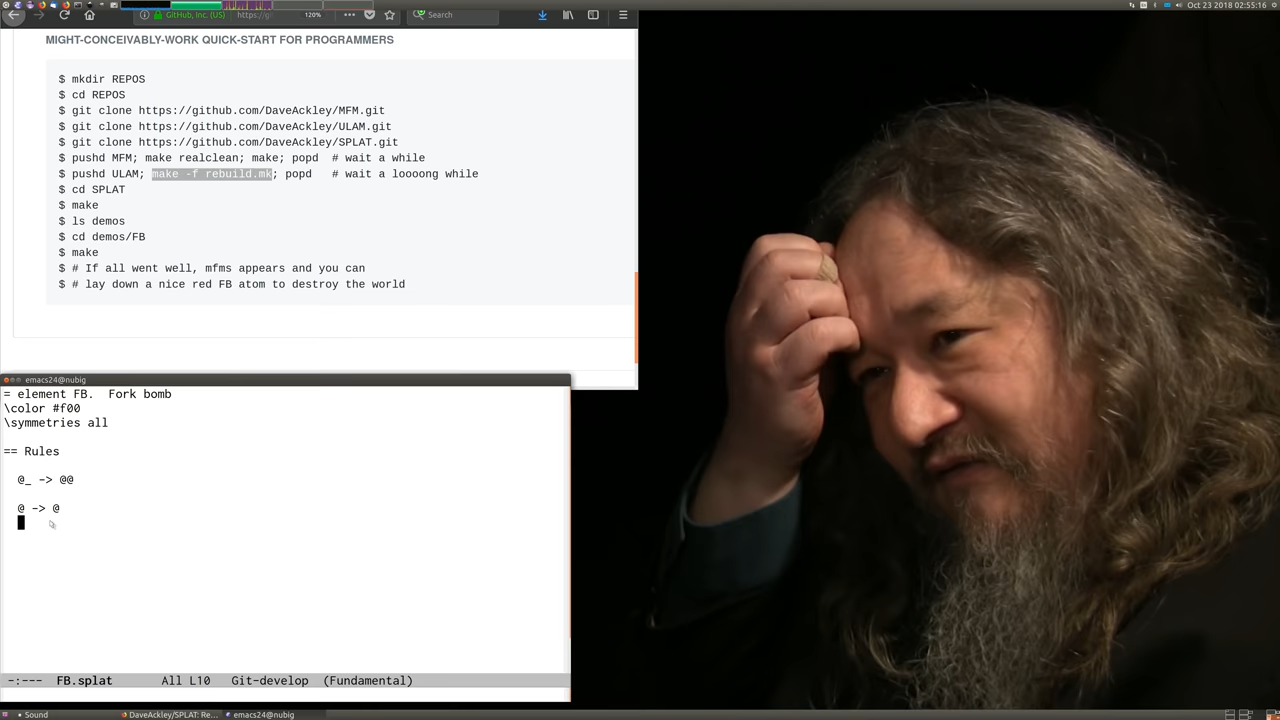 Oct 23 2018 02:55:16
GitHub, Inc. (US)
https://g
120%
Search
MIGHT-CONCEIVABLY-WORK QUICK-START FOR PROGRAMMERS
$ mkdir REPOS
$ cd REPOS
$ git clone https://github.com/DaveAckley/MFM.git
$ git clone https://github.com/DaveAckley/ULAM.git
$ git clone https://github.com/DaveAckley/SPLAT.git
$ pushd MFM; make realclean; make; popd  # wait a while
$ pushd ULAM; make -f rebuild.mk; popd   # wait a loooong while
$ cd SPLAT
$ make
$ ls demos
$ cd demos/FB
$ make
$ # If all went well, mfms appears and you can
$ # lay down a nice red FB atom to destroy the world
emacs24@nubig
= element FB.  Fork bomb
\color #f00
\symmetries all
== Rules
@_ -> @@
@ -> @
-:---  FB.splat       All L10   Git-develop  (Fundamental)
Sound
DaveAckley/SPLAT: Re...
emacs24@nubig